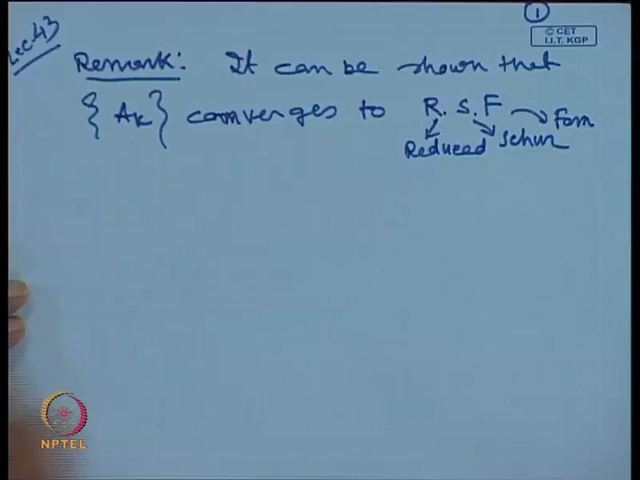 1
© CET
I.I.T. KGP
Lec. 43
Remark: It can be shown that
{ Ak } converges to R. S. F → Form
Reduced Schur
NPTEL